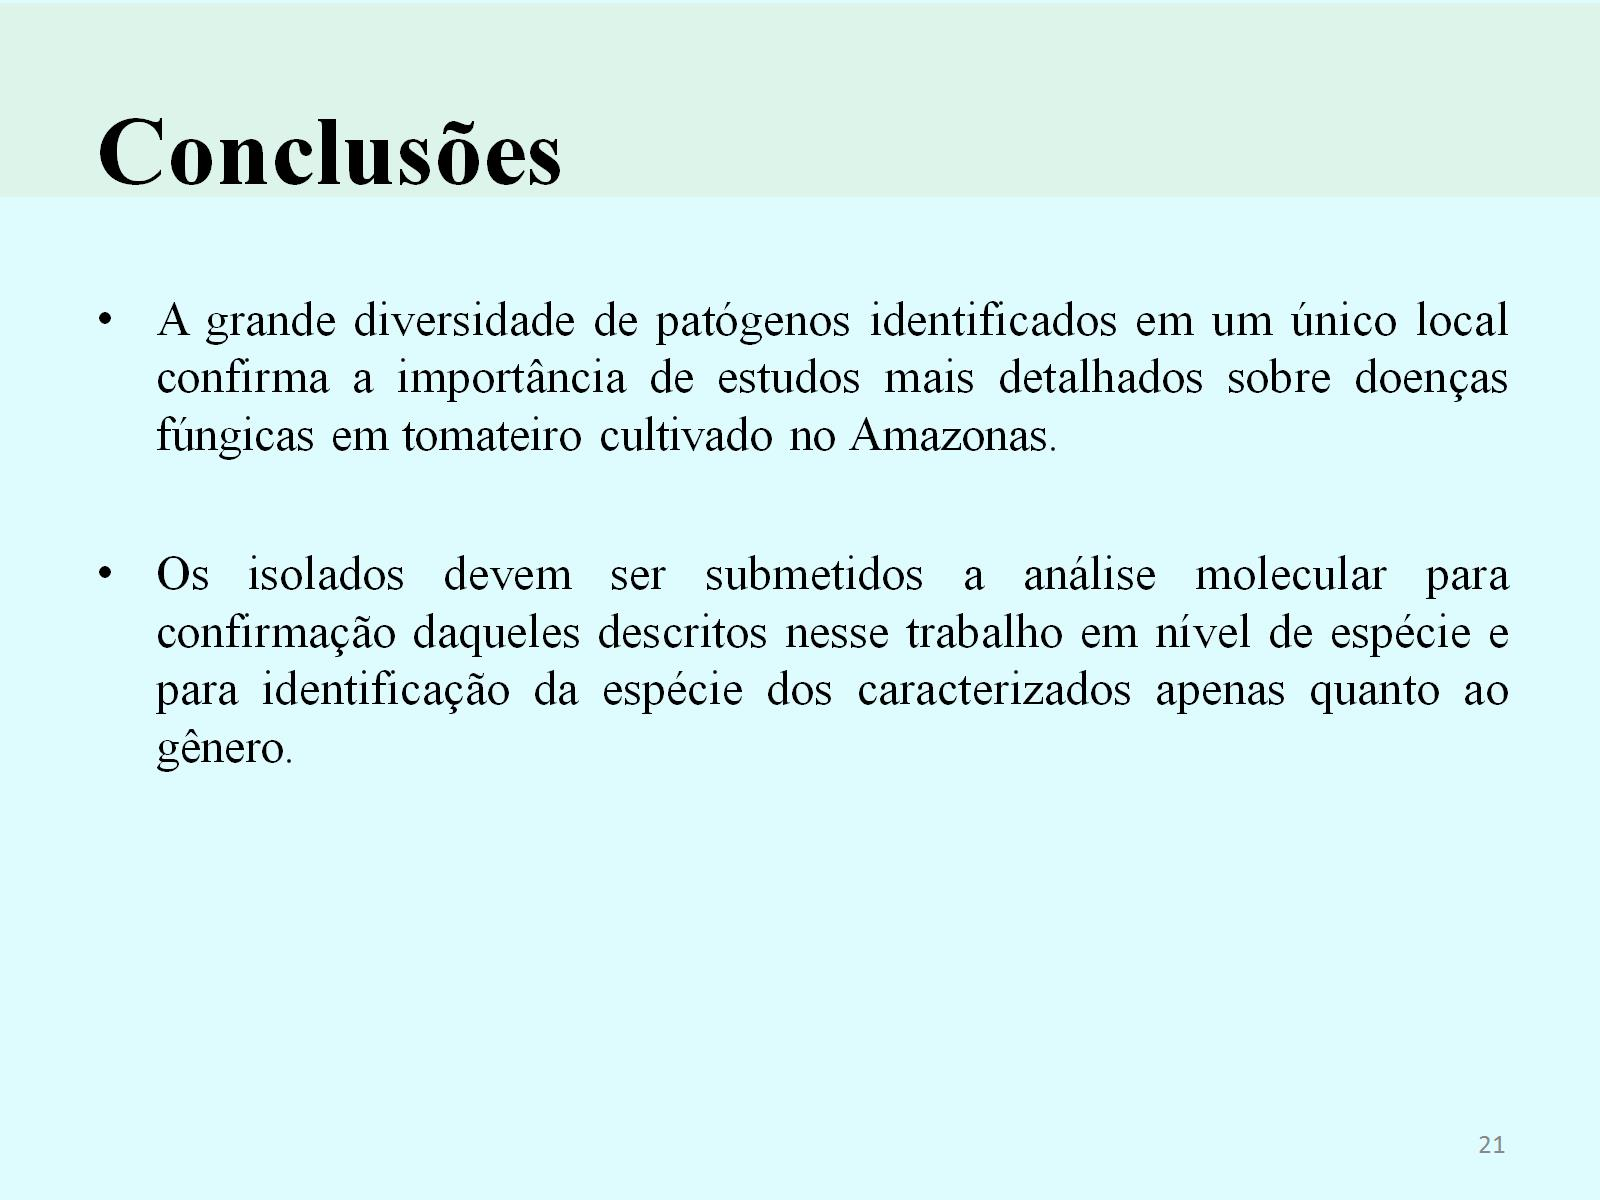 Conclusões
• A grande diversidade de patógenos identificados em um único local
confirma a importância de estudos mais detalhados sobre doenças
fúngicas em tomateiro cultivado no Amazonas.
• Os isolados devem ser submetidos a análise molecular para
confirmação daqueles descritos nesse trabalho em nível de espécie e
para identificação da espécie dos caracterizados apenas quanto ao
gênero.
21